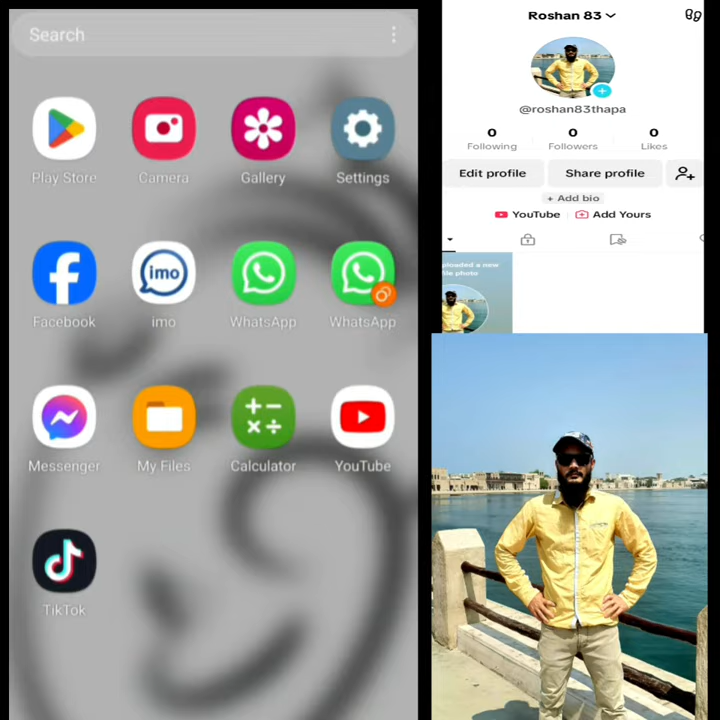 Search
Play Store
Camera
Gallery
Settings
Facebook
imo
imo
WhatsApp
WhatsApp
Messenger
My Files
Calculator
YouTube
TikTok
Roshan 83
@roshan83thapa
0 0 0
Following Followers Likes
Edit profile Share profile
+ Add bio
YouTube Add Yours
uploaded a new
file photo